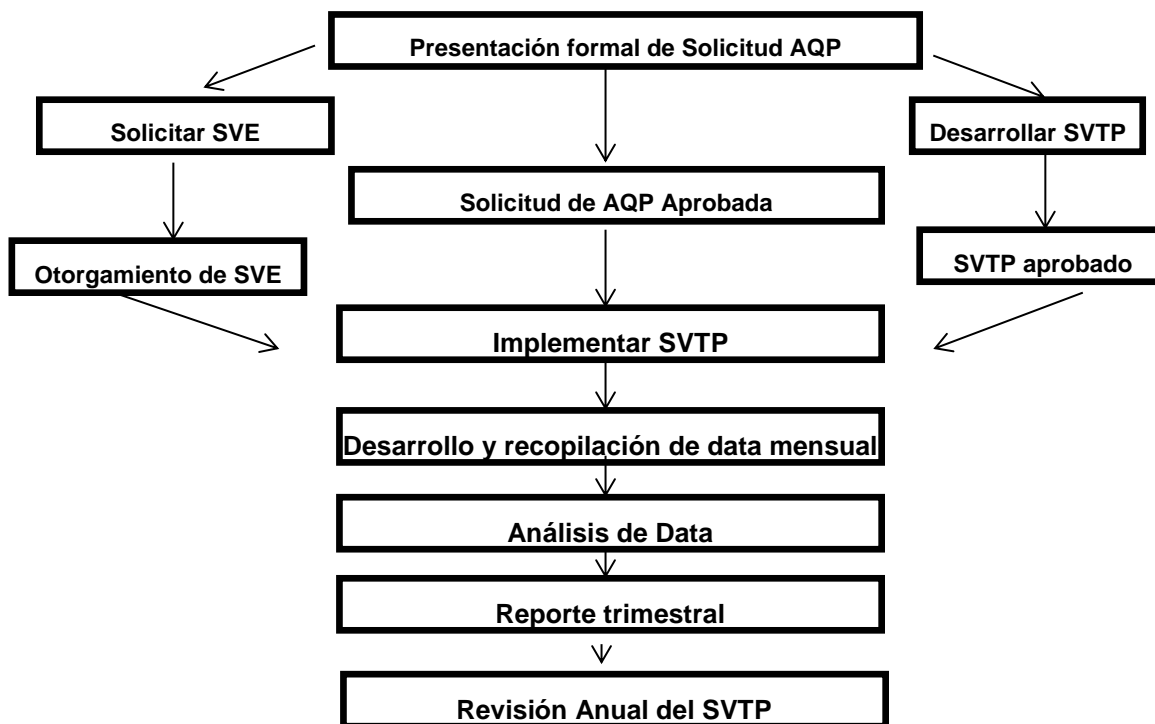 Presentación formal de Solicitud AQP
Solicitar SVE
Desarrollar SVTP
Solicitud de AQP Aprobada
Otorgamiento de SVE
SVTP aprobado
Implementar SVTP
Desarrollo y recopilación de data mensual
Análisis de Data
Reporte trimestral
Revisión Anual del SVTP